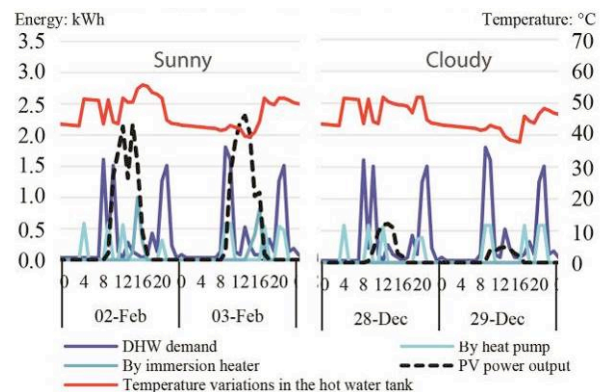 Energy: kWh Temperature: °C
3.5 70
3.0 Sunny Cloudy 60
2.5 50
2.0 40
1.5 30
1.0 20
0.5 10
0.0 0
0 4 8 12 16 20 0 4 8 12 16 20 0 4 8 12 16 20 0 4 8 12 16 20
02-Feb 03-Feb 28-Dec 29-Dec
DHW demand By heat pump
By immersion heater PV power output
Temperature variations in the hot water tank